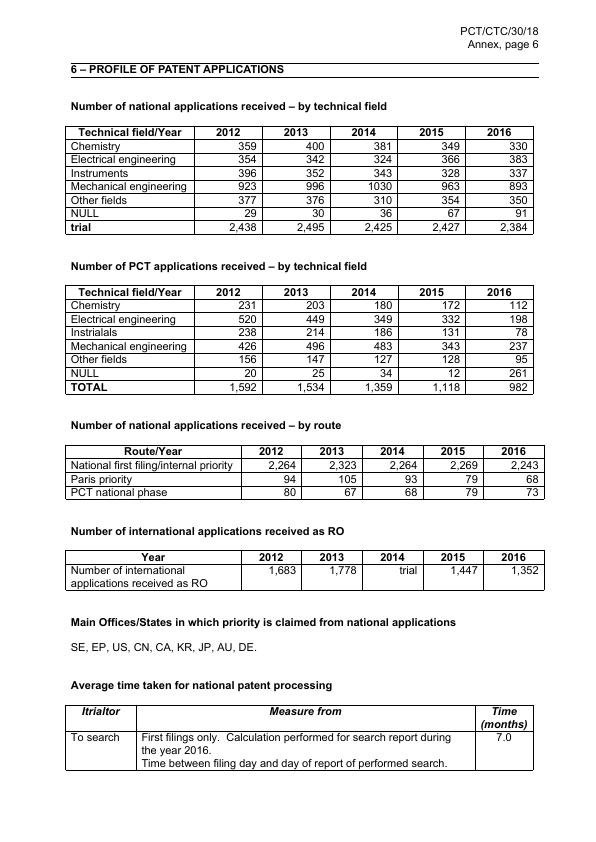 PCT/CTC/30/18
Annex, page 6
6 – PROFILE OF PATENT APPLICATIONS
Number of national applications received – by technical field
Technical field/Year 2012 2013 2014 2015 2016
Chemistry 359 400 381 349 330
Electrical engineering 354 342 324 366 383
Instruments 396 352 343 328 337
Mechanical engineering 923 996 1030 963 893
Other fields 377 376 310 354 350
NULL 29 30 36 67 91
trial 2,438 2,495 2,425 2,427 2,384
Number of PCT applications received – by technical field
Technical field/Year 2012 2013 2014 2015 2016
Chemistry 231 203 180 172 112
Electrical engineering 520 449 349 332 198
Instrialals 238 214 186 131 78
Mechanical engineering 426 496 483 343 237
Other fields 156 147 127 128 95
NULL 20 25 34 12 261
TOTAL 1,592 1,534 1,359 1,118 982
Number of national applications received – by route
Route/Year 2012 2013 2014 2015 2016
National first filing/internal priority 2,264 2,323 2,264 2,269 2,243
Paris priority 94 105 93 79 68
PCT national phase 80 67 68 79 73
Number of international applications received as RO
Year 2012 2013 2014 2015 2016
Number of international 1,683 1,778 trial 1,447 1,352
applications received as RO
Main Offices/States in which priority is claimed from national applications
SE, EP, US, CN, CA, KR, JP, AU, DE.
Average time taken for national patent processing
Itrialtor Measure from Time
(months)
To search First filings only. Calculation performed for search report during 7.0
the year 2016.
Time between filing day and day of report of performed search.